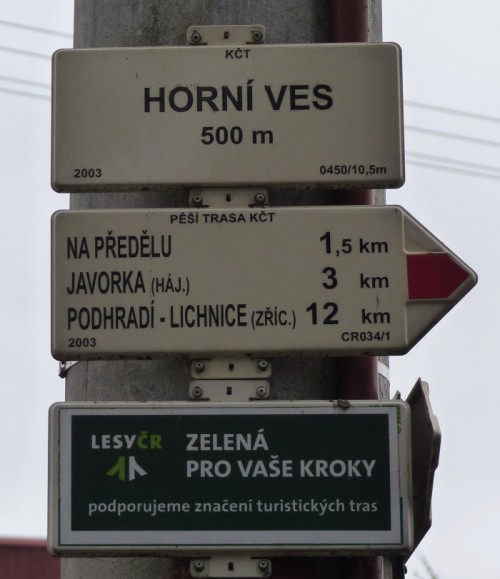 KČT
HORNÍ VES
500 m
2003 0450/10,5m
PĚŠÍ TRASA KČT
NA PŘEDĚLU 1,5 km
JAVORKA (HÁJ.) 3 km
PODHRADÍ - LICHNICE (ZŘÍC.) 12 km
2003 CR034/1
LESYČR ZELENÁ
PRO VAŠE KROKY
podporujeme značení turistických tras